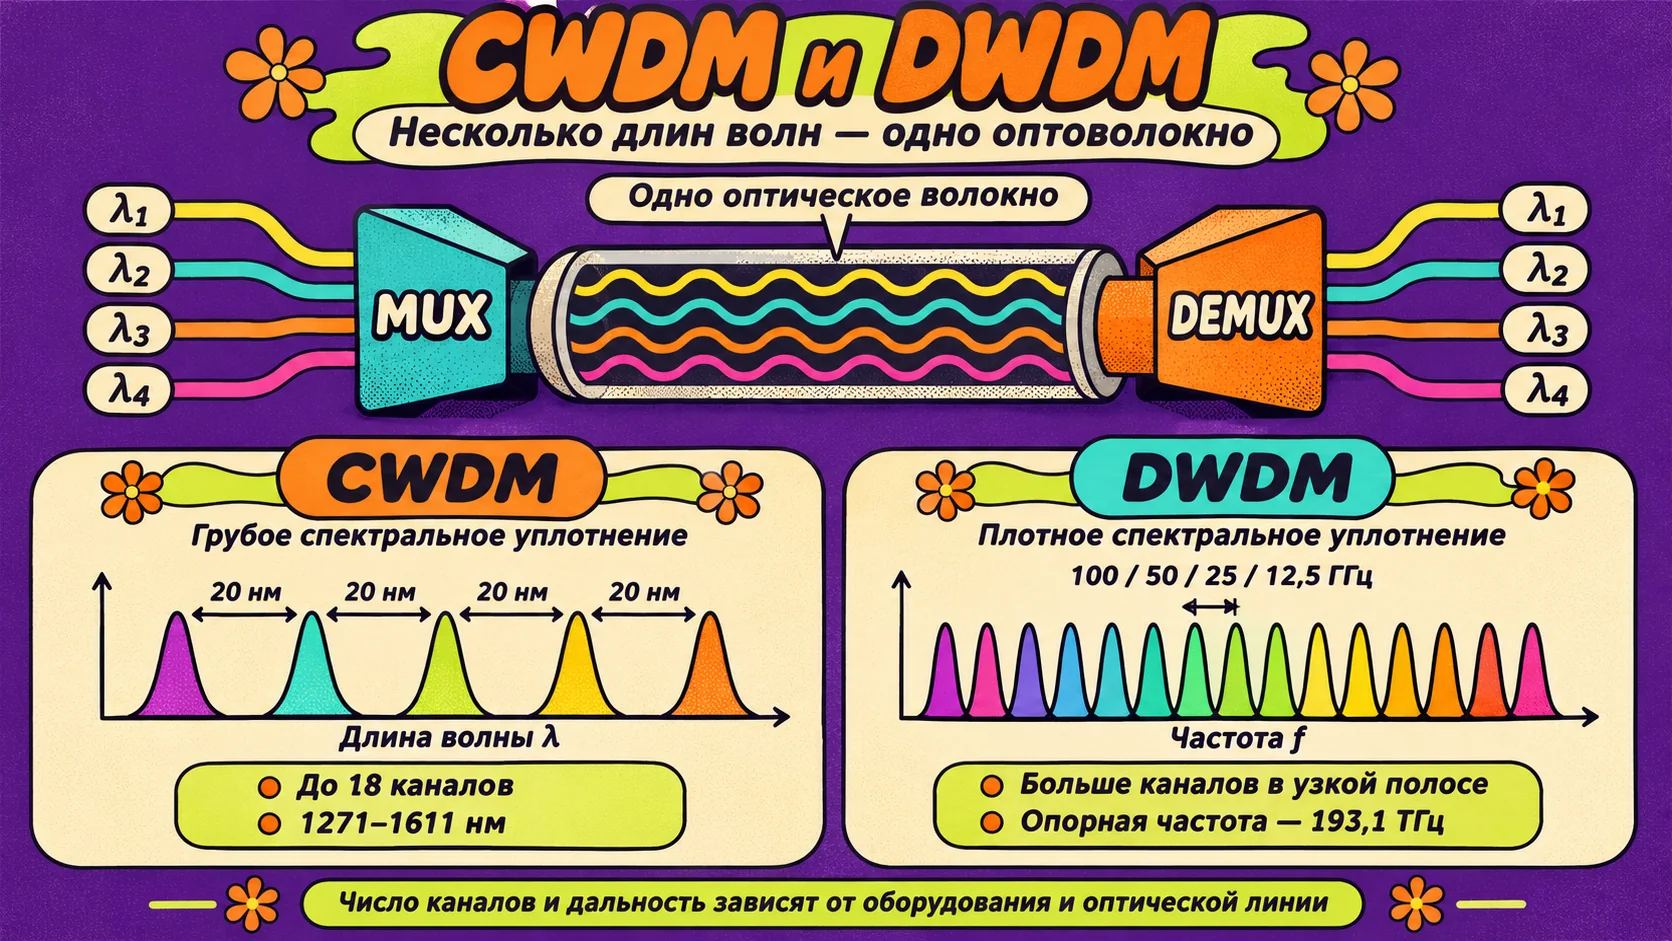 CWDM и DWDM
Несколько длин волн — одно оптоволокно
Одно оптическое волокно
λ1
λ2
λ3
λ4
MUX
DEMUX
λ1
λ2
λ3
λ4
CWDM
Грубое спектральное уплотнение
20 нм 20 нм 20 нм 20 нм
Длина волны λ
До 18 каналов
1271–1611 нм
DWDM
Плотное спектральное уплотнение
100 / 50 / 25 / 12,5 ГГц
Частота f
Больше каналов в узкой полосе
Опорная частота — 193,1 ТГц
Число каналов и дальность зависят от оборудования и оптической линии